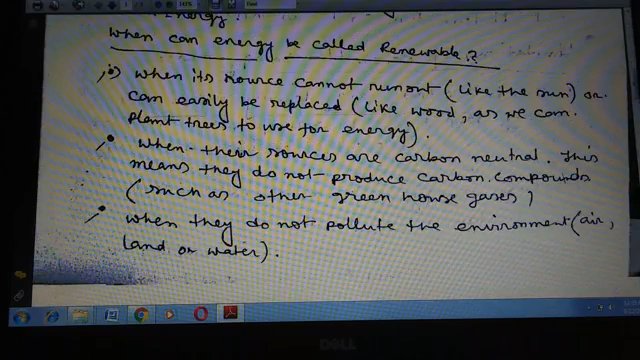 Energy.
When can energy be called Renewable?
When its source cannot runout (like the sun) or
can easily be replaced (like wood, as we can
plant trees to use for energy).
When their sources are carbon neutral. This
means they do not produce carbon compounds
(such as other green house gases)
when they do not pollute the environment (air,
land or water).
DELL